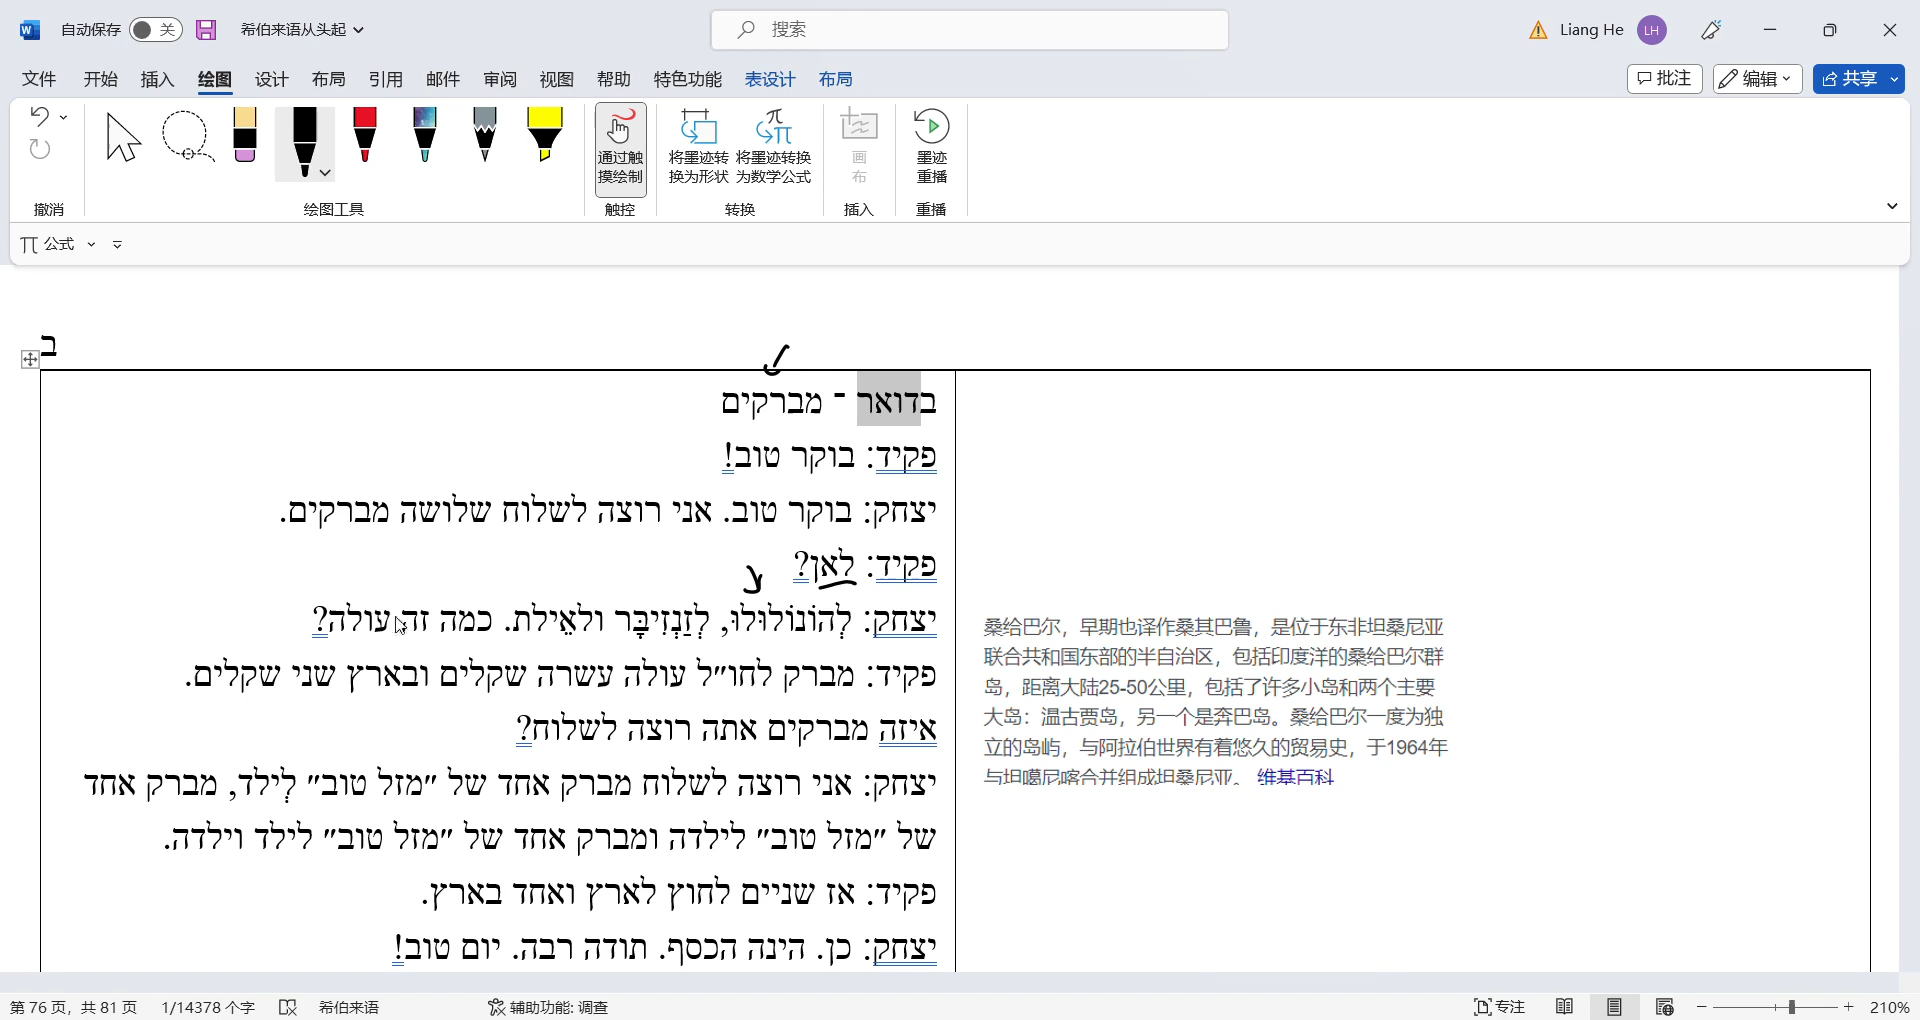 自动保存 关 希伯来语从头起 搜索 Liang He LH
文件 开始 插入 绘图 设计 布局 引用 邮件 审阅 视图 帮助 特色功能 表设计 布局 批注 编辑 共享
通过触摸绘制 将墨迹转换为形状 将墨迹转换为数学公式 画布 墨迹重播
撤消 绘图工具 触控 转换 插入 重播
公式
ב
בדואר - מברקים
פקיד: בוקר טוב!
יצחק: בוקר טוב. אני רוצה לשלוח שלושה מברקים.
פקיד: לאן?
יצחק: לְהוֹנוֹלוּלוּ, לְזַנְזִיבָּר ולאֵילת. כמה זה עולה?
פקיד: מברק לחו״ל עולה עשרה שקלים ובארץ שני שקלים.
איזה מברקים אתה רוצה לשלוח?
יצחק: אני רוצה לשלוח מברק אחד של ״מזל טוב״ לְילד, מברק אחד
של ״מזל טוב״ לילדה ומברק אחד של ״מזל טוב״ לילד וילדה.
פקיד: אז שניים לחוץ לארץ ואחד בארץ.
יצחק: כן. הינה הכסף. תודה רבה. יום טוב!
桑给巴尔，早期也译作桑其巴鲁，是位于东非坦桑尼亚
联合共和国东部的半自治区，包括印度洋的桑给巴尔群
岛，距离大陆25-50公里，包括了许多小岛和两个主要
大岛：温古贾岛，另一个是奔巴岛。桑给巴尔一度为独
立的岛屿，与阿拉伯世界有着悠久的贸易史，于1964年
与坦噶尼喀合并组成坦桑尼亚。 维基百科
第 76 页，共 81 页 1/14378 个字 希伯来语 辅助功能: 调查 专注 210%